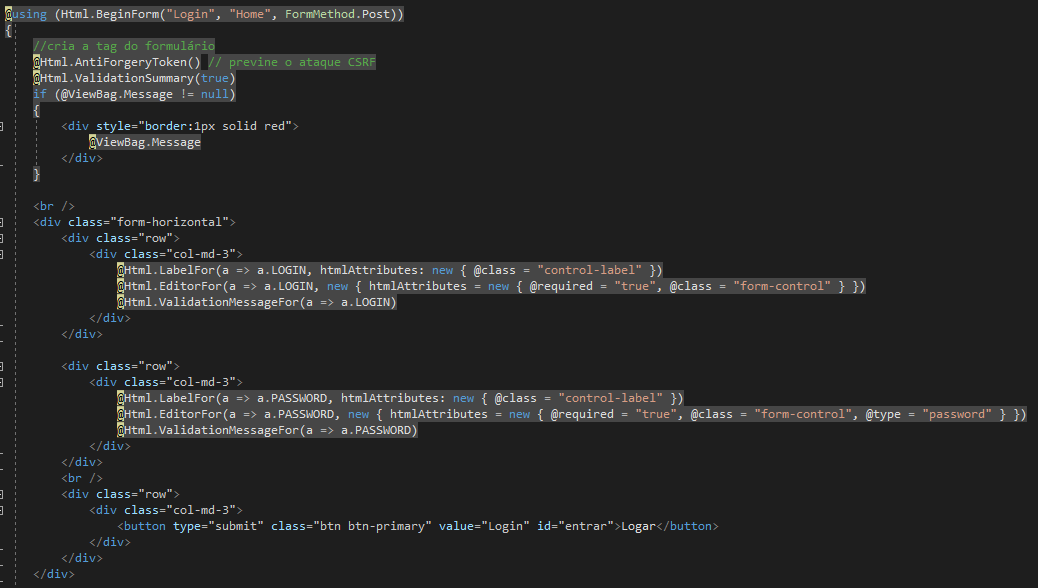 @using (Html.BeginForm("Login", "Home", FormMethod.Post))
{
//cria a tag do formulário
@Html.AntiForgeryToken() // previne o ataque CSRF
@Html.ValidationSummary(true)
if (@ViewBag.Message != null)
{
<div style="border:1px solid red">
@ViewBag.Message
</div>
}
<br />
<div class="form-horizontal">
<div class="row">
<div class="col-md-3">
@Html.LabelFor(a => a.LOGIN, htmlAttributes: new { @class = "control-label" })
@Html.EditorFor(a => a.LOGIN, new { htmlAttributes = new { @required = "true", @class = "form-control" } })
@Html.ValidationMessageFor(a => a.LOGIN)
</div>
</div>
<div class="row">
<div class="col-md-3">
@Html.LabelFor(a => a.PASSWORD, htmlAttributes: new { @class = "control-label" })
@Html.EditorFor(a => a.PASSWORD, new { htmlAttributes = new { @required = "true", @class = "form-control", @type = "password" } })
@Html.ValidationMessageFor(a => a.PASSWORD)
</div>
</div>
<br />
<div class="row">
<div class="col-md-3">
<button type="submit" class="btn btn-primary" value="Login" id="entrar">Logar</button>
</div>
</div>
</div>